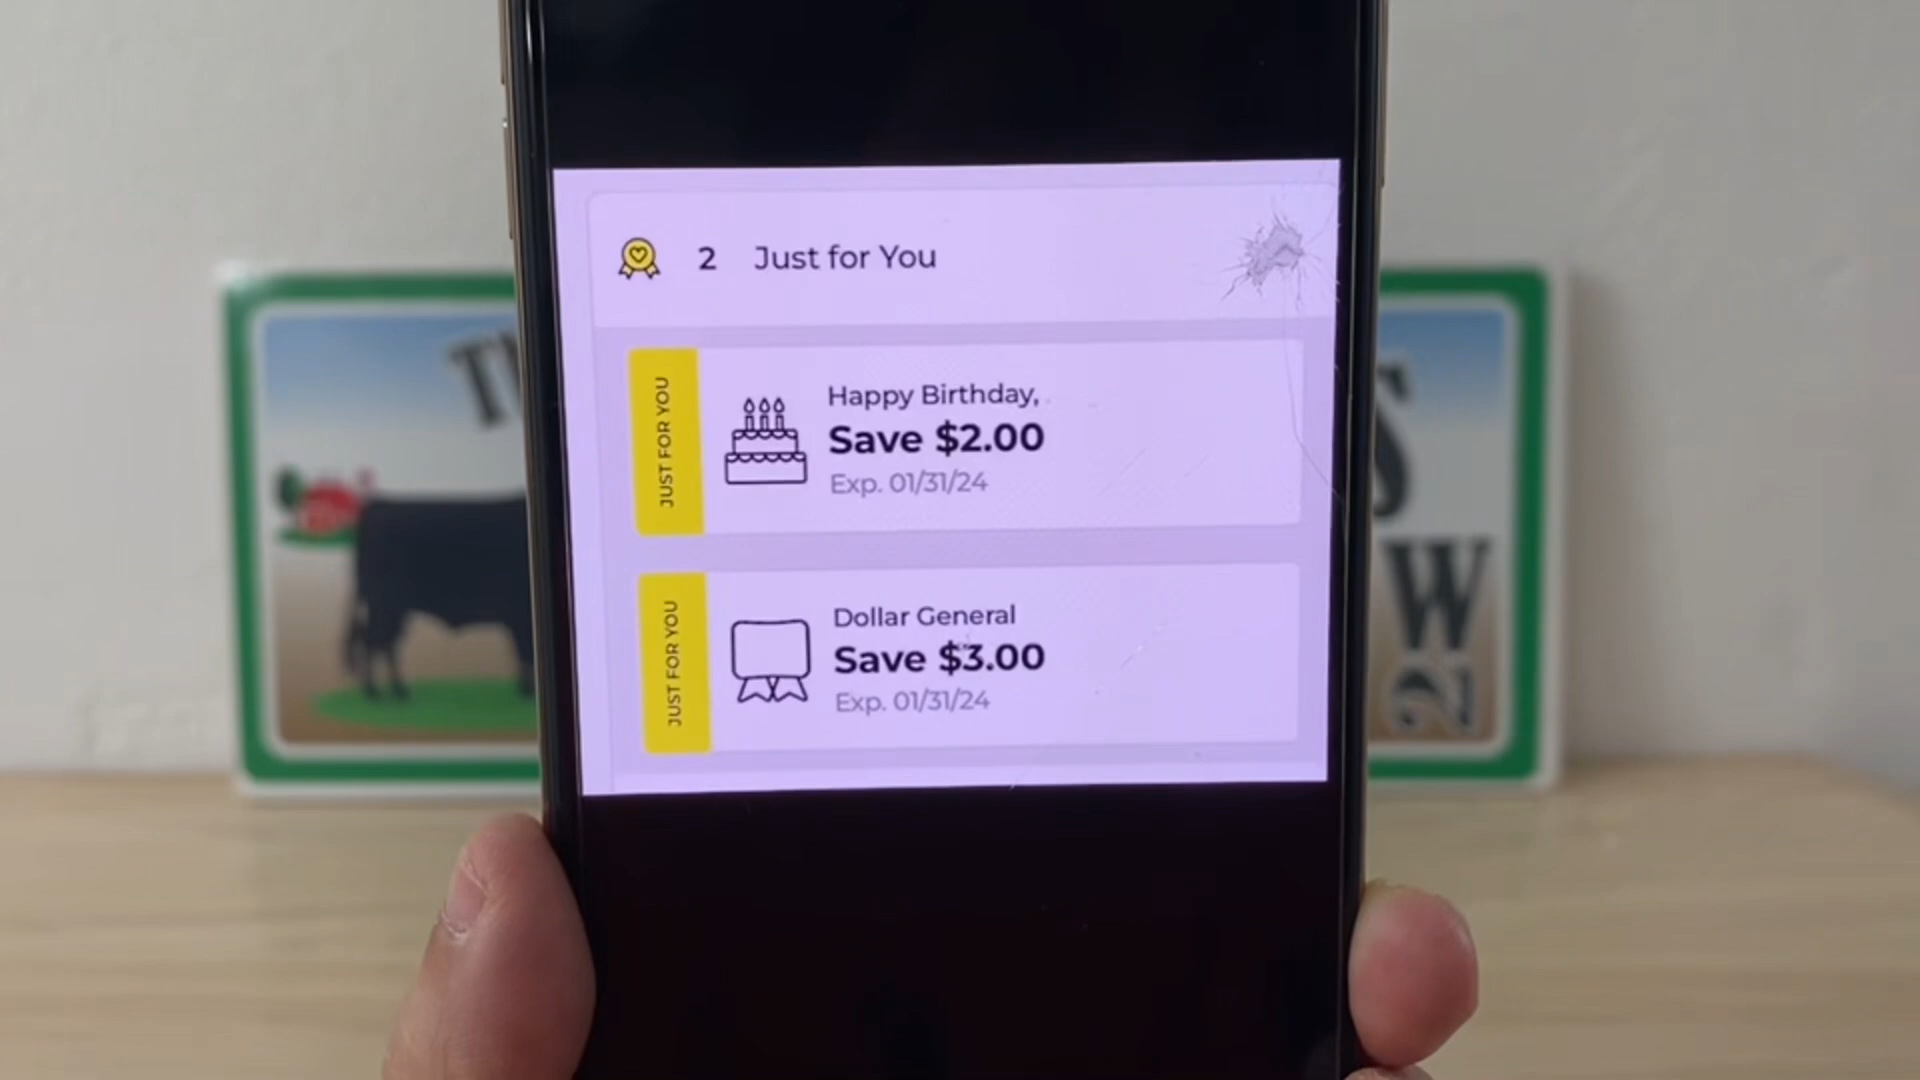 2 Just for You
JUST FOR YOU
Happy Birthday,
Save $2.00
Exp. 01/31/24
JUST FOR YOU
Dollar General
Save $3.00
Exp. 01/31/24
W